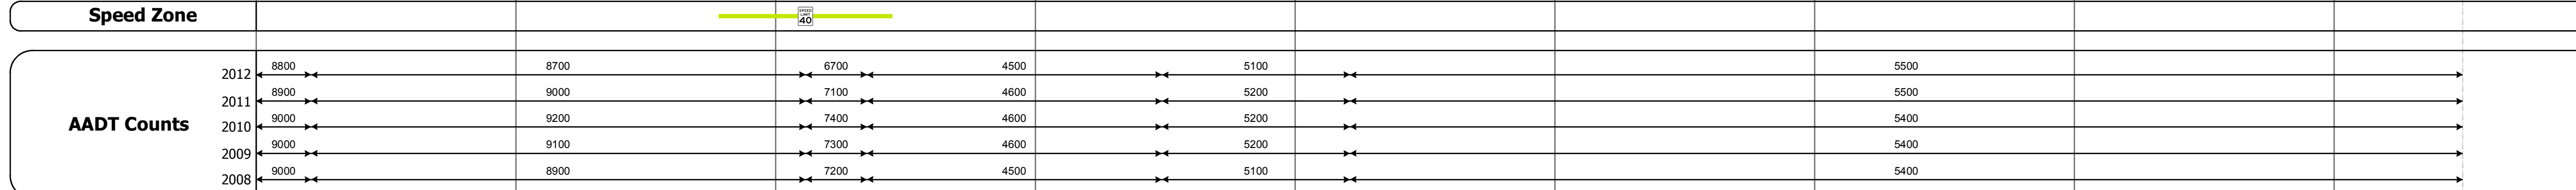 Speed Zone
SPEED
LIMIT
40
AADT Counts
2012 8800 8700 6700 4500 5100 5500
2011 8900 9000 7100 4600 5200 5500
2010 9000 9200 7400 4600 5200 5400
2009 9000 9100 7300 4600 5200 5400
2008 9000 8900 7200 4500 5100 5400